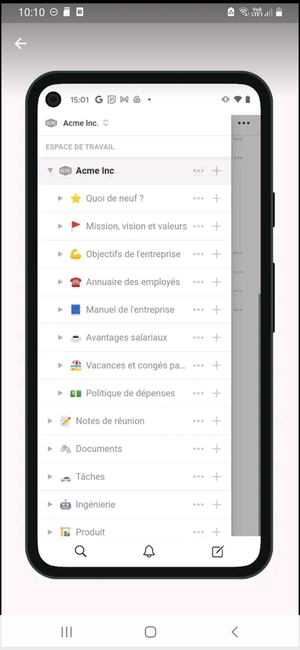 10:10
15:01
Acme Inc.
ESPACE DE TRAVAIL
Acme Inc
Quoi de neuf ?
Mission, vision et valeurs
Objectifs de l'entreprise
Annuaire des employés
Manuel de l'entreprise
Avantages salariaux
Vacances et congés pa...
Politique de dépenses
Notes de réunion
Documents
Tâches
Ingénierie
Produit